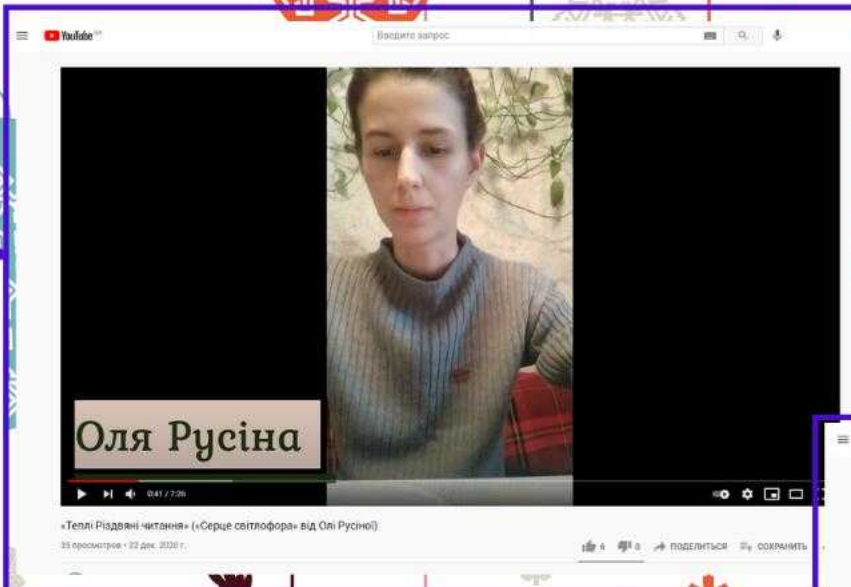 YouTube
Введите запрос
Оля Русіна
0:41 / 7:26
«Теплі Різдвяні читання» («Серце світлофора» від Олі Русіної)
35 просмотров • 22 дек. 2020 г.
6
0
ПОДЕЛИТЬСЯ
СОХРАНИТЬ